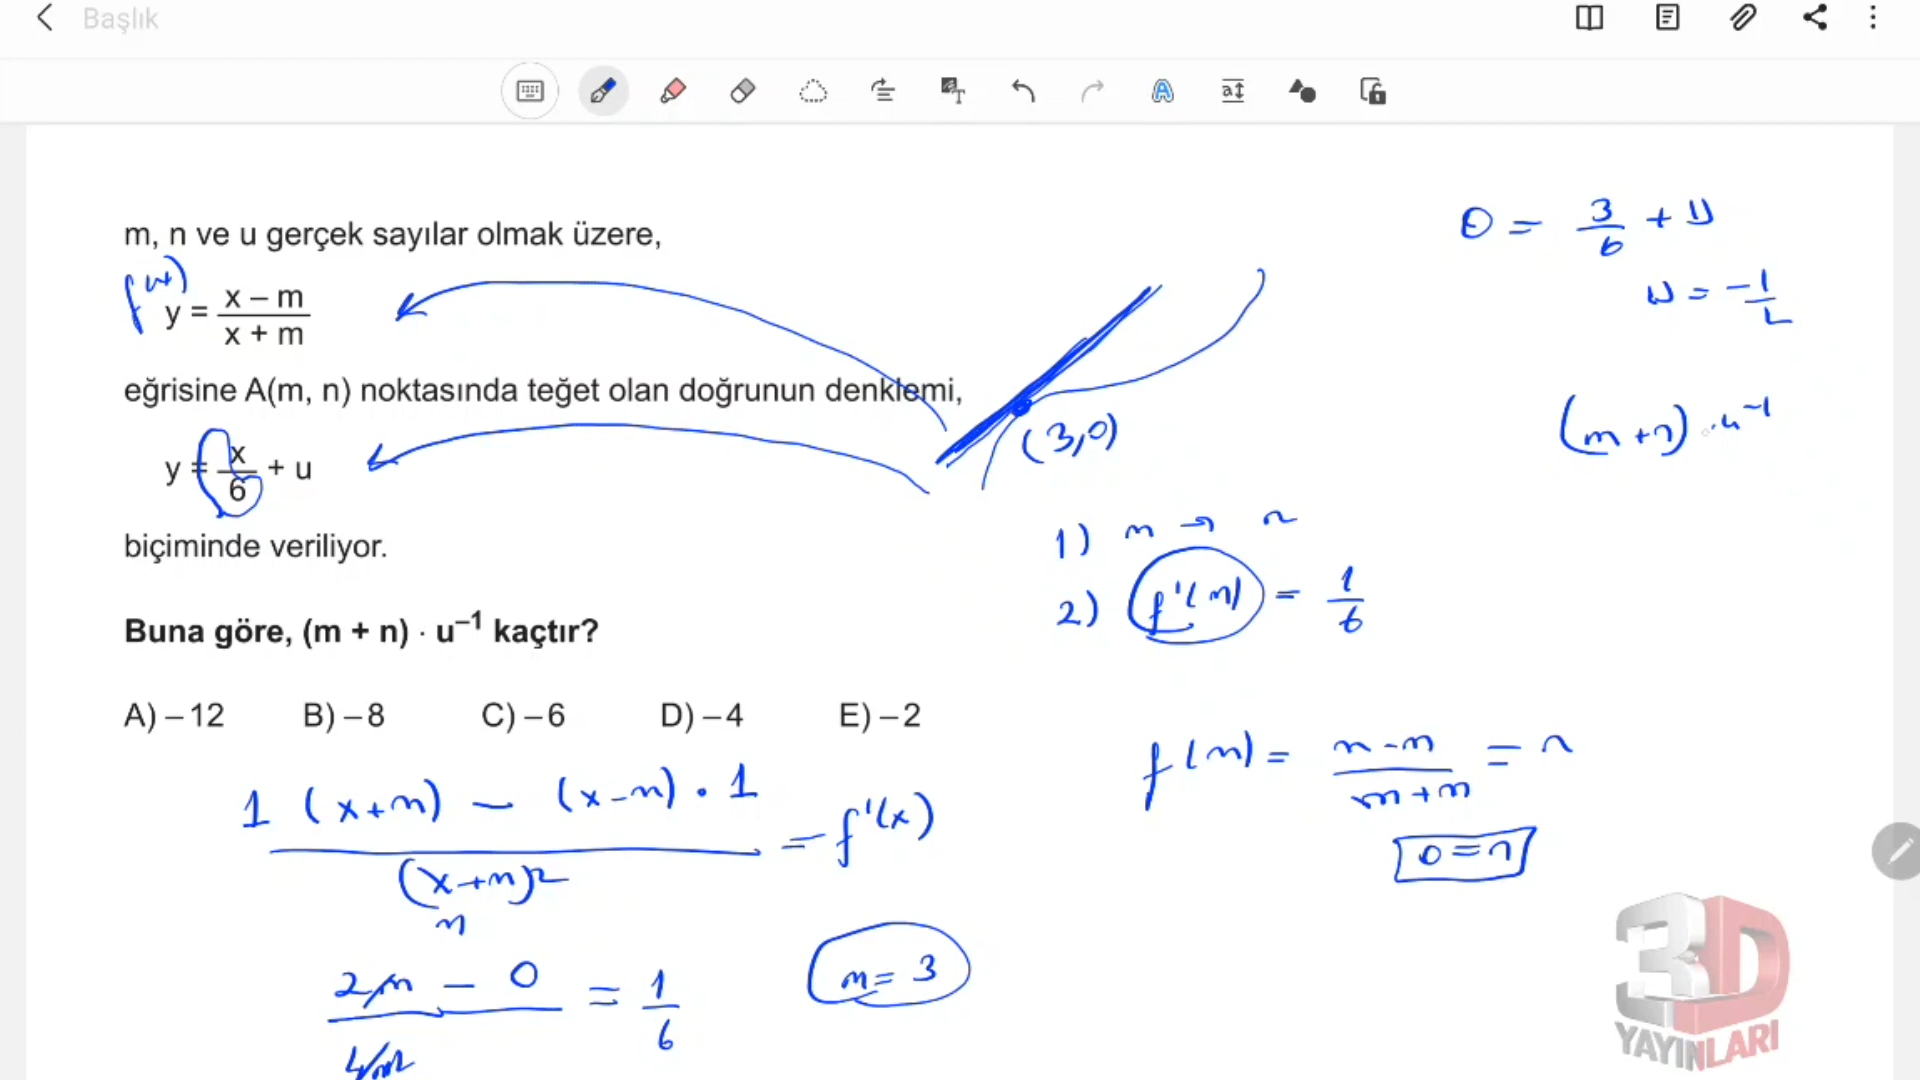 Başlık
m, n ve u gerçek sayılar olmak üzere,
f(x)
y = x – m / x + m
eğrisine A(m, n) noktasında teğet olan doğrunun denklemi,
y = x/6 + u
biçiminde veriliyor.
Buna göre, (m + n) · u⁻¹ kaçtır?
A) – 12 B) – 8 C) – 6 D) – 4 E) – 2
1 (x+m) – (x-m) · 1 / (x+m)² = f'(x)
m
2m – 0 / 4m² = 1/6
m = 3
(3,0)
1) m → n
2) f'(m) = 1/6
f(m) = m-m / m+m = n
0 = n
0 = 3/6 + u
u = -1/2
(m+n) · u⁻¹
3D
YAYINLARI